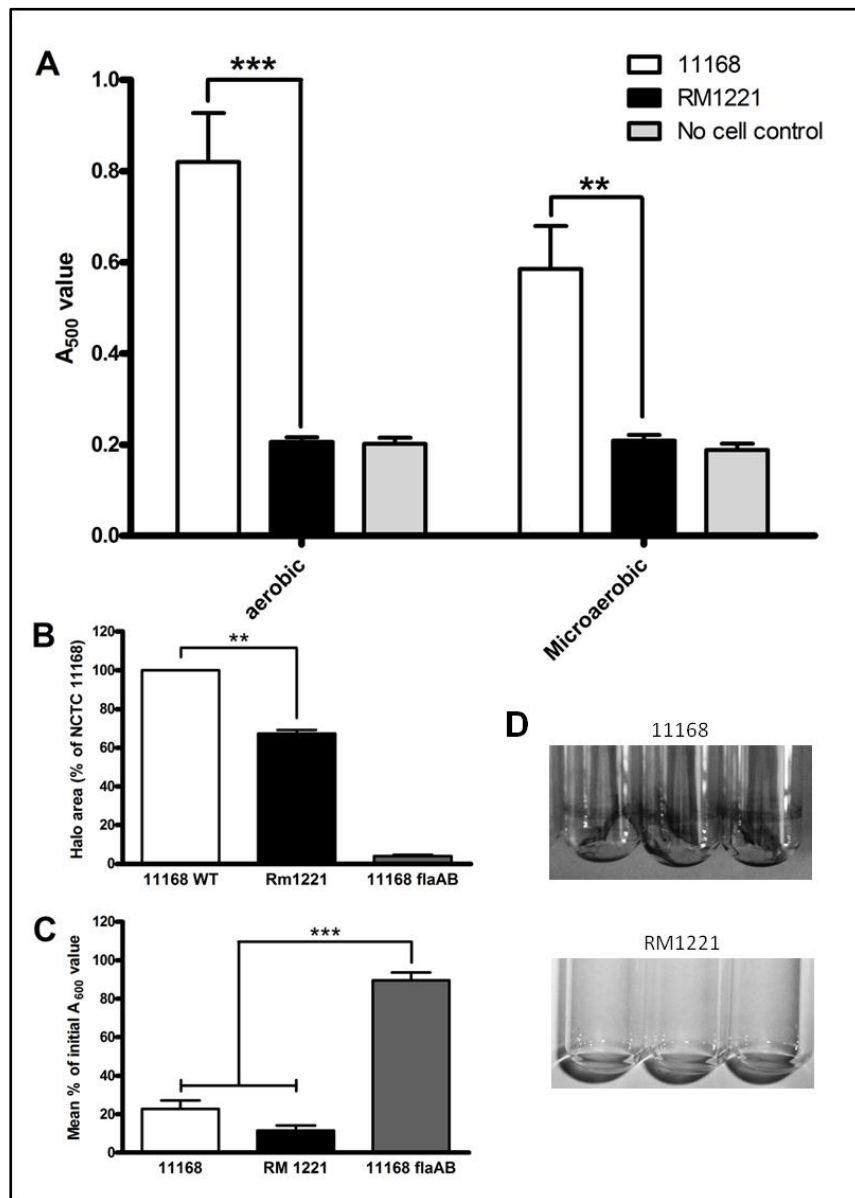 A
***
11168
RM1221
No cell control
**
1.0
0.8
0.6
0.4
0.2
0.0
A500 value
aerobic
Microaerobic
B
**
120
100
80
60
40
20
0
Halo area (% of NCTC 11168)
11168 WT
Rm1221
11168 flaAB
C
***
120
100
80
60
40
20
0
Mean % of initial A 600 value
11168
RM 1221
11168 flaAB
D
11168
RM1221